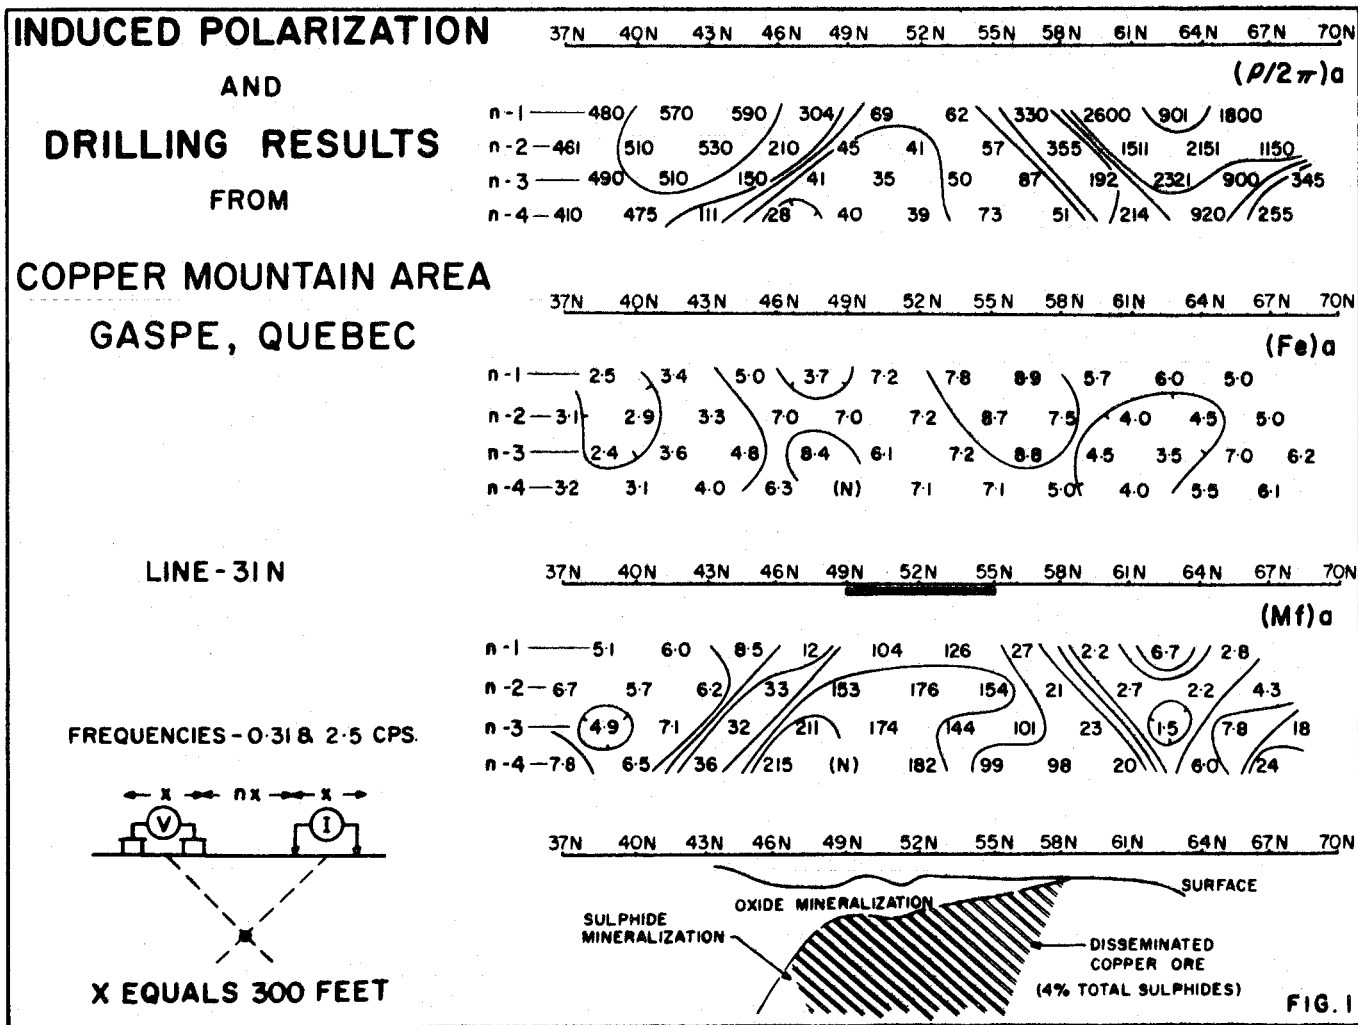 INDUCED POLARIZATION
AND
DRILLING RESULTS
FROM
COPPER MOUNTAIN AREA
GASPE, QUEBEC
LINE-31N
FREQUENCIES-0·31 & 2·5 CPS.
x nx x
V I
X EQUALS 300 FEET
37N 40N 43N 46N 49N 52N 55N 58N 61N 64N 67N 70N
(ρ/2π)a
n-1 480 570 590 304 69 62 330 2600 901 1800
n-2 461 510 530 210 45 41 57 355 1511 2151 1150
n-3 490 510 150 41 35 50 87 192 2321 900 345
n-4 410 475 111 28 40 39 73 51 214 920 255
37N 40N 43N 46N 49N 52N 55N 58N 61N 64N 67N 70N
(Fe)a
n-1 2·5 3·4 5·0 3·7 7·2 7·8 8·9 5·7 6·0 5·0
n-2 3·1 2·9 3·3 7·0 7·0 7·2 8·7 7·5 4·0 4·5 5·0
n-3 2·4 3·6 4·8 8·4 6·1 7·2 8·8 4·5 3·5 7·0 6·2
n-4 3·2 3·1 4·0 6·3 (N) 7·1 7·1 5·0 4·0 5·5 6·1
37N 40N 43N 46N 49N 52N 55N 58N 61N 64N 67N 70N
(Mf)a
n-1 5·1 6·0 8·5 12 104 126 27 2·2 6·7 2·8
n-2 6·7 5·7 6·2 33 153 176 154 21 2·7 2·2 4·3
n-3 4·9 7·1 32 211 174 144 101 23 1·5 7·8 18
n-4 7·8 6·5 36 215 (N) 182 99 98 20 6·0 24
37N 40N 43N 46N 49N 52N 55N 58N 61N 64N 67N 70N
SURFACE
OXIDE MINERALIZATION
SULPHIDE
MINERALIZATION
DISSEMINATED
COPPER ORE
(4% TOTAL SULPHIDES)
FIG. 1